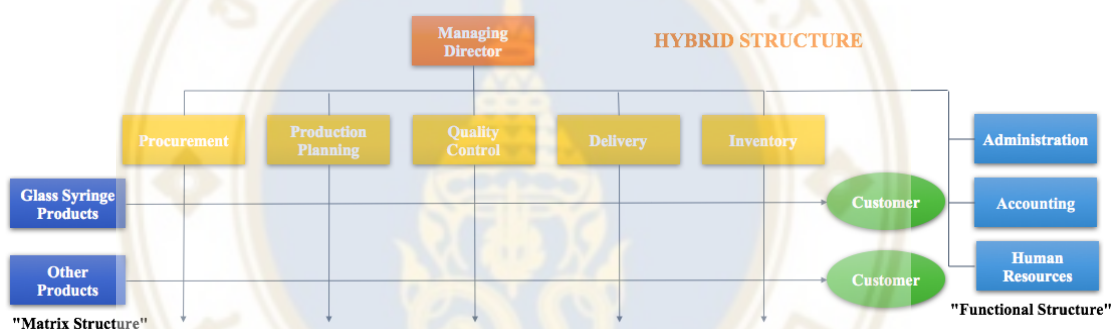 Managing
Director
HYBRID STRUCTURE
Procurement
Production
Planning
Quality
Control
Delivery
Inventory
Administration
Glass Syringe
Products
Customer
Accounting
Other
Products
Customer
Human
Resources
"Matrix Structure"
"Functional Structure"